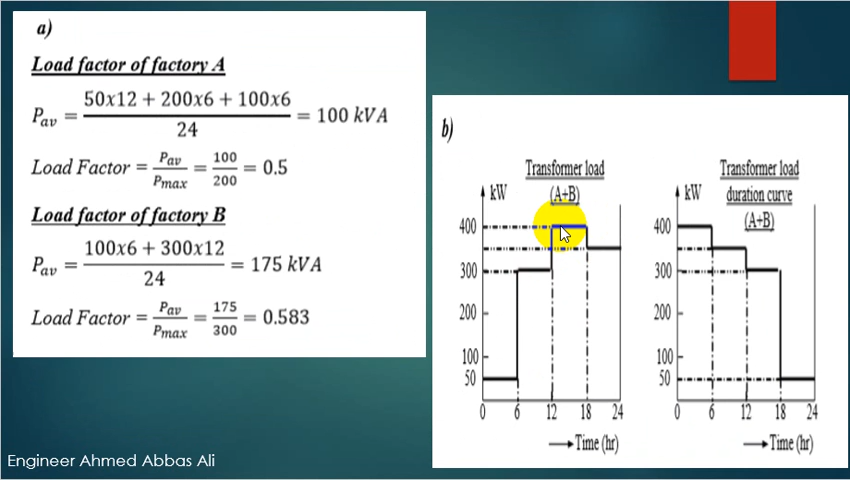 a)
Load factor of factory A
P_av = (50x12 + 200x6 + 100x6) / 24 = 100 kVA
Load Factor = P_av / P_max = 100 / 200 = 0.5
Load factor of factory B
P_av = (100x6 + 300x12) / 24 = 175 kVA
Load Factor = P_av / P_max = 175 / 300 = 0.583
b)
Transformer load
(A+B)
kW
400
300
200
100
50
0 6 12 18 24
Time (hr)
Transformer load
duration curve
(A+B)
kW
400
300
200
100
50
0 6 12 18 24
Time (hr)
Engineer Ahmed Abbas Ali